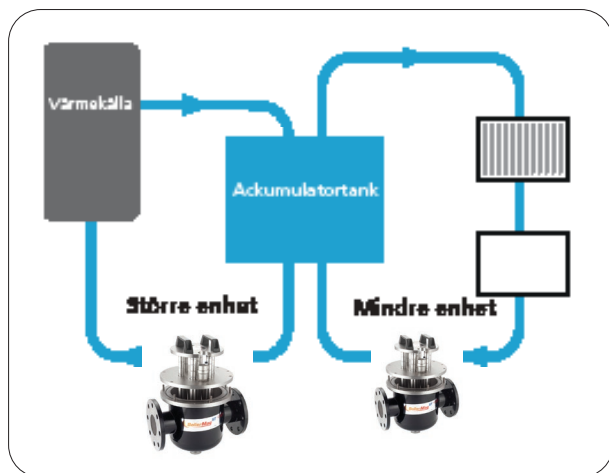 Värmekälla
Ackumulatortank
Större enhet
Mindre enhet